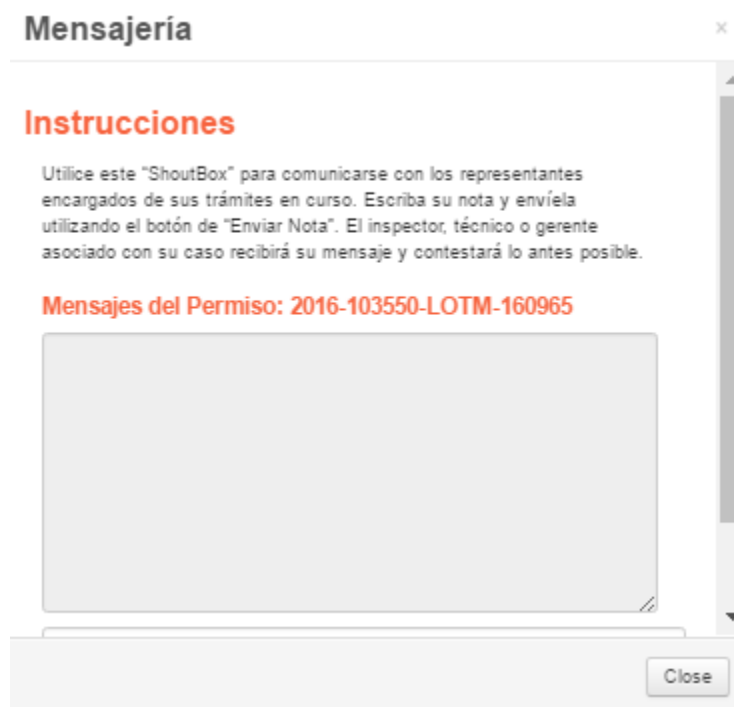 Mensajería
×
Instrucciones
Utilice este "ShoutBox" para comunicarse con los representantes
encargados de sus trámites en curso. Escriba su nota y envíela
utilizando el botón de "Enviar Nota". El inspector, técnico o gerente
asociado con su caso recibirá su mensaje y contestará lo antes posible.
Mensajes del Permiso: 2016-103550-LOTM-160965
Close